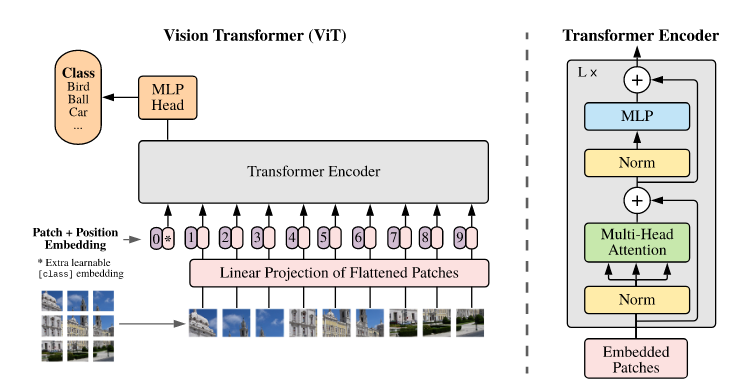 Vision Transformer (ViT)
Class
Bird
Ball
Car
...
MLP
Head
Transformer Encoder
Patch + Position
Embedding
0 * 1 2 3 4 5 6 7 8 9
* Extra learnable
[class] embedding
Linear Projection of Flattened Patches
Transformer Encoder
L x
+
MLP
Norm
+
Multi-Head
Attention
Norm
Embedded
Patches